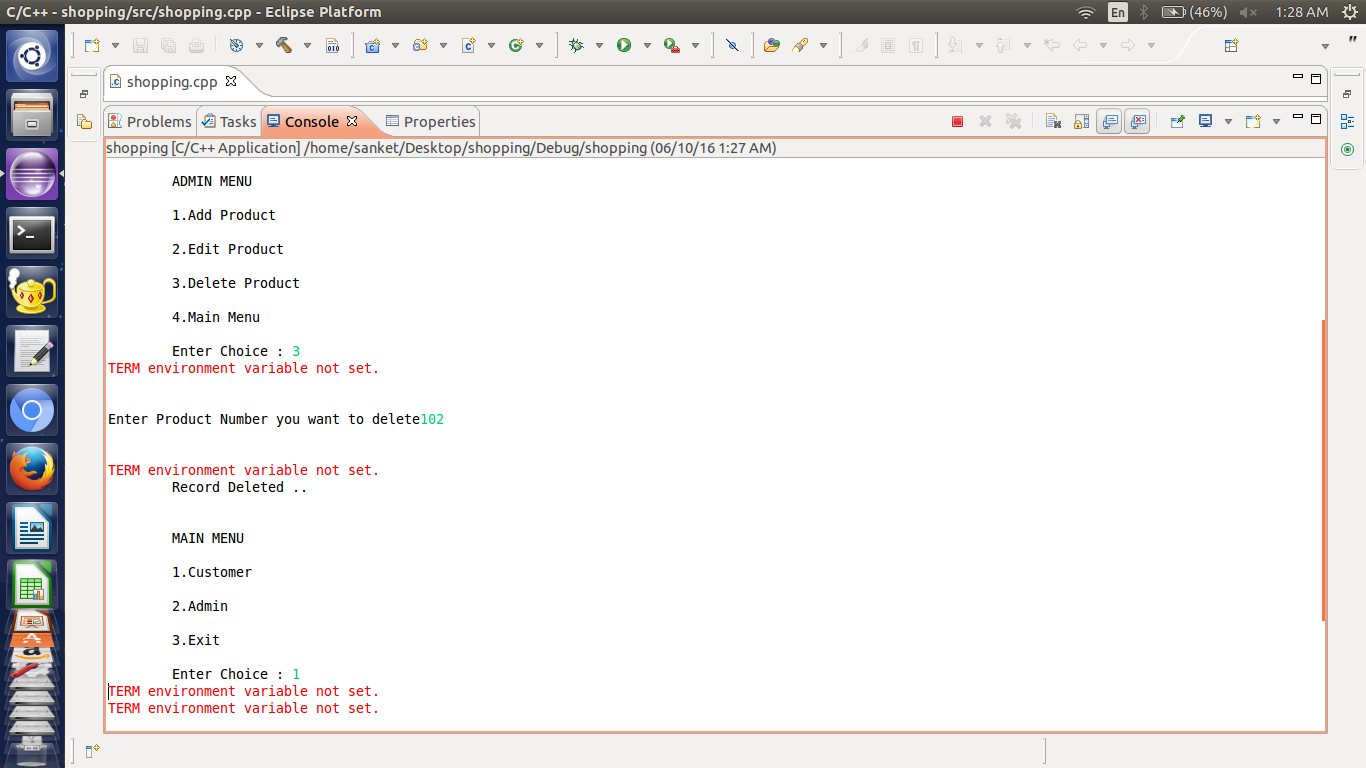 C/C++ - shopping/src/shopping.cpp - Eclipse Platform
En
(46%)
1:28 AM
010
shopping.cpp
Problems
Tasks
Console
Properties
shopping [C/C++ Application] /home/sanket/Desktop/shopping/Debug/shopping (06/10/16 1:27 AM)
ADMIN MENU
1.Add Product
2.Edit Product
3.Delete Product
4.Main Menu
Enter Choice : 3
TERM environment variable not set.
Enter Product Number you want to delete102
TERM environment variable not set.
Record Deleted ..
MAIN MENU
1.Customer
2.Admin
3.Exit
Enter Choice : 1
TERM environment variable not set.
TERM environment variable not set.